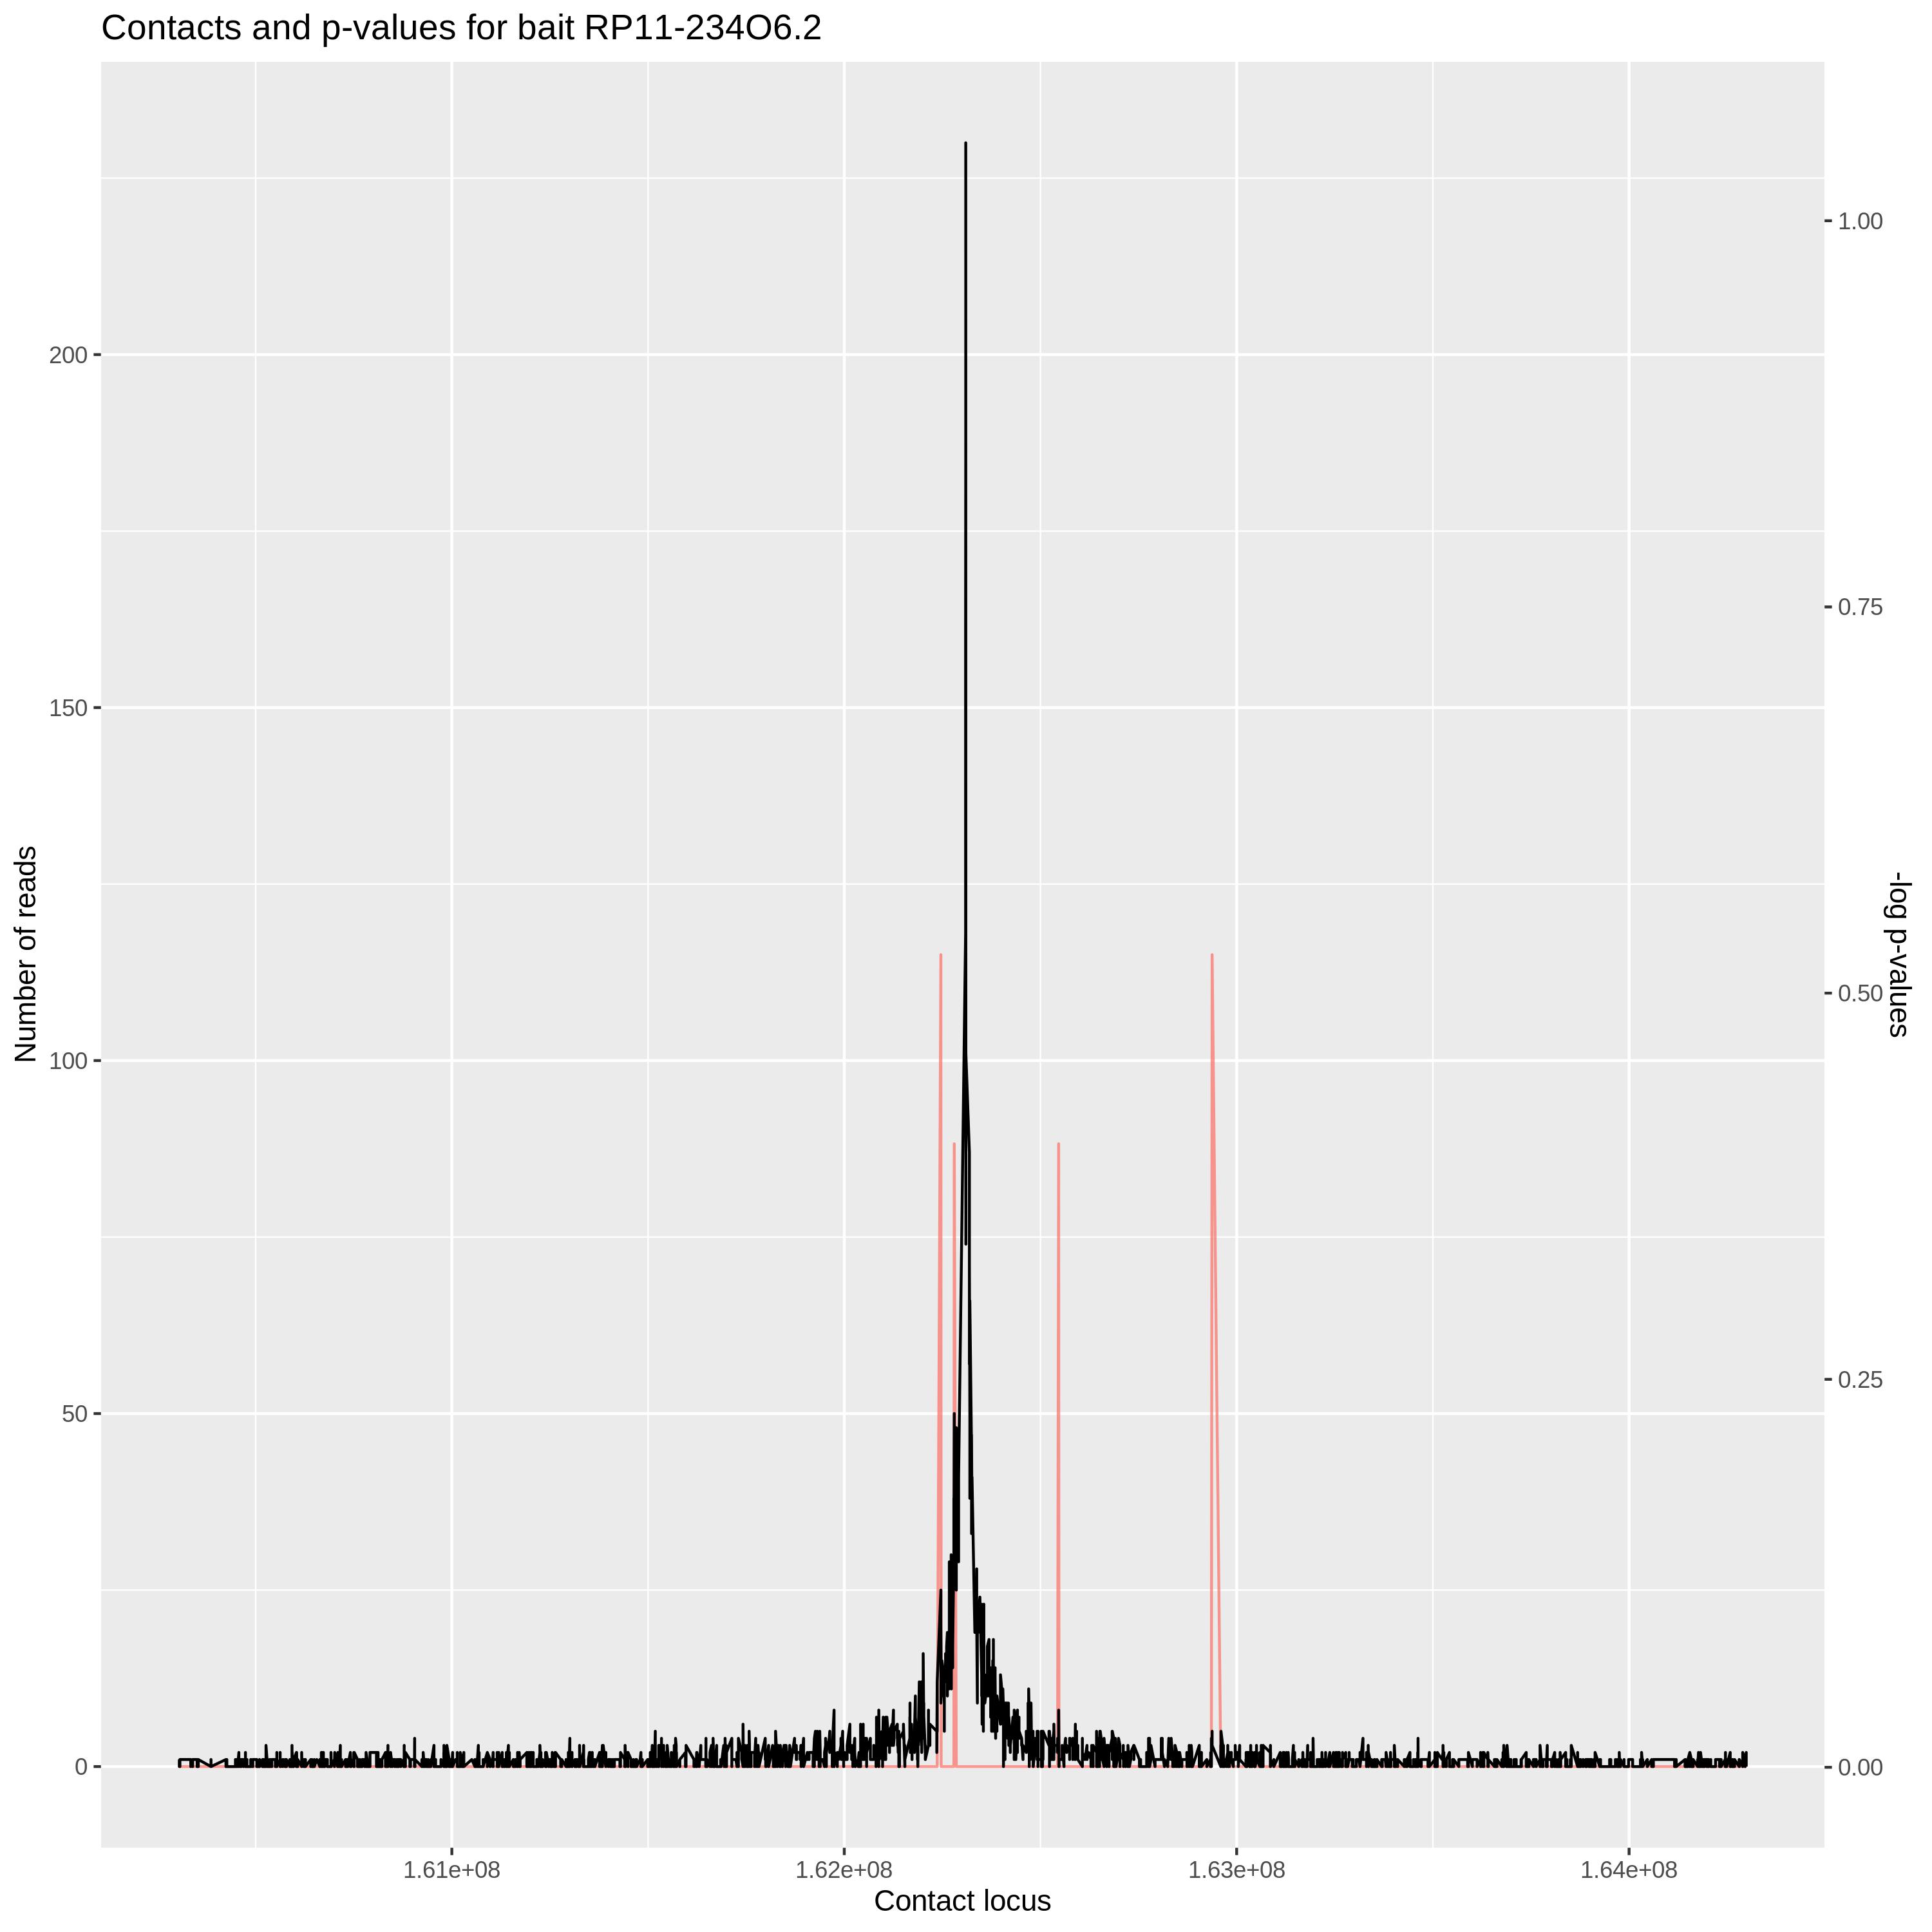 Contacts and p-values for bait RP11-234O6.2
Number of reads
200
150
100
50
0
1.00
0.75
0.50
0.25
0.00
-log p-values
1.61e+08 1.62e+08 1.63e+08 1.64e+08
Contact locus